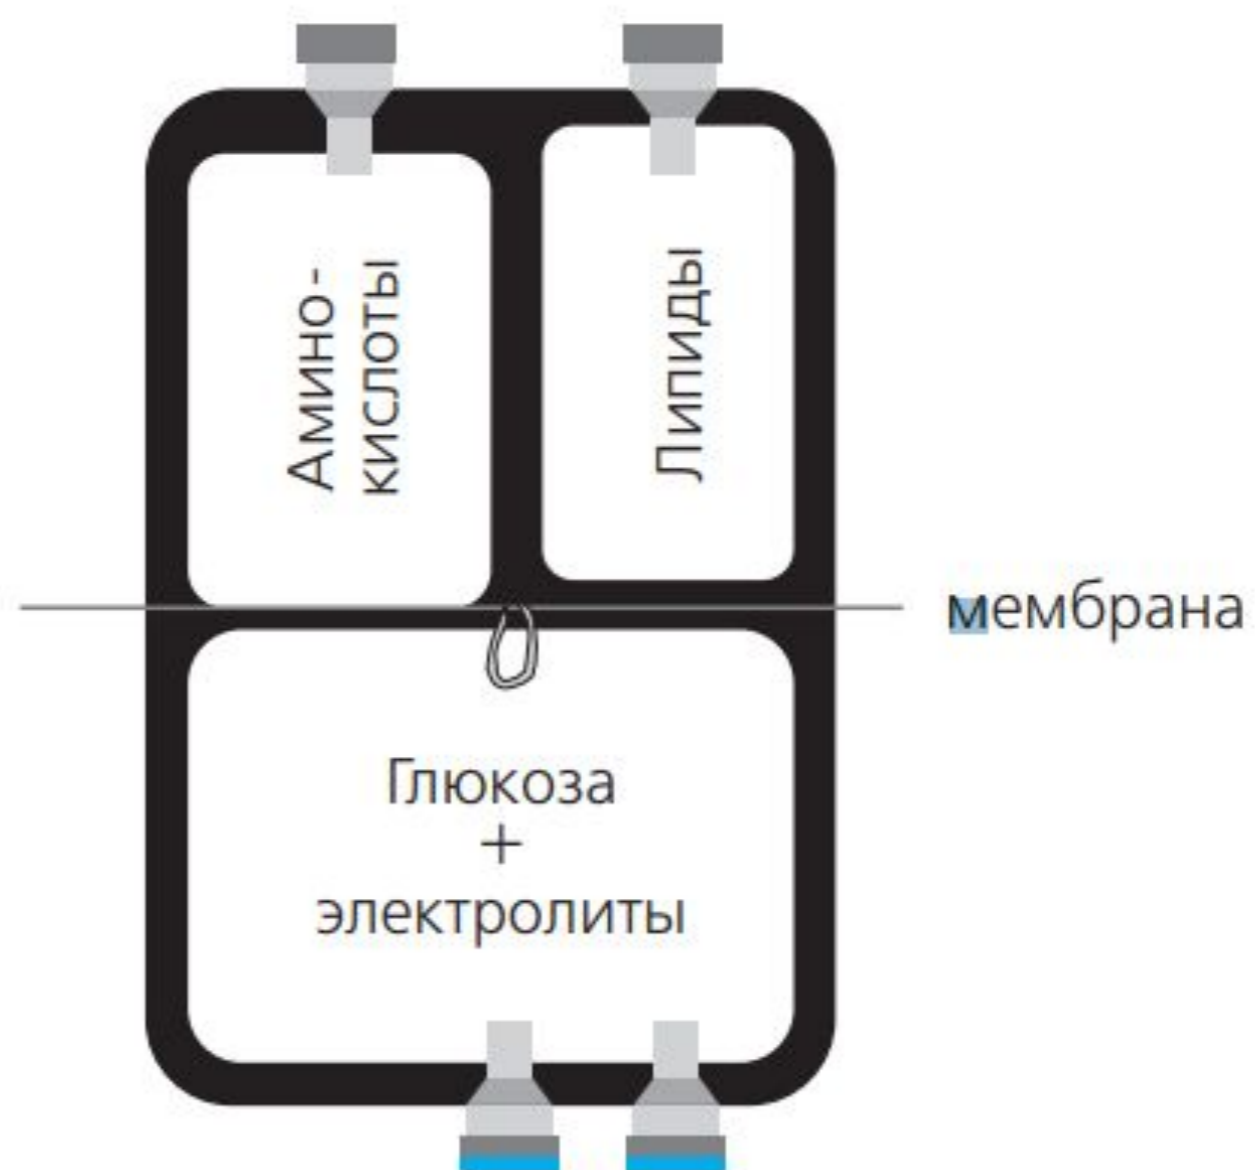 Амино-
кислоты
Липиды
мембрана
Глюкоза
+
электролиты